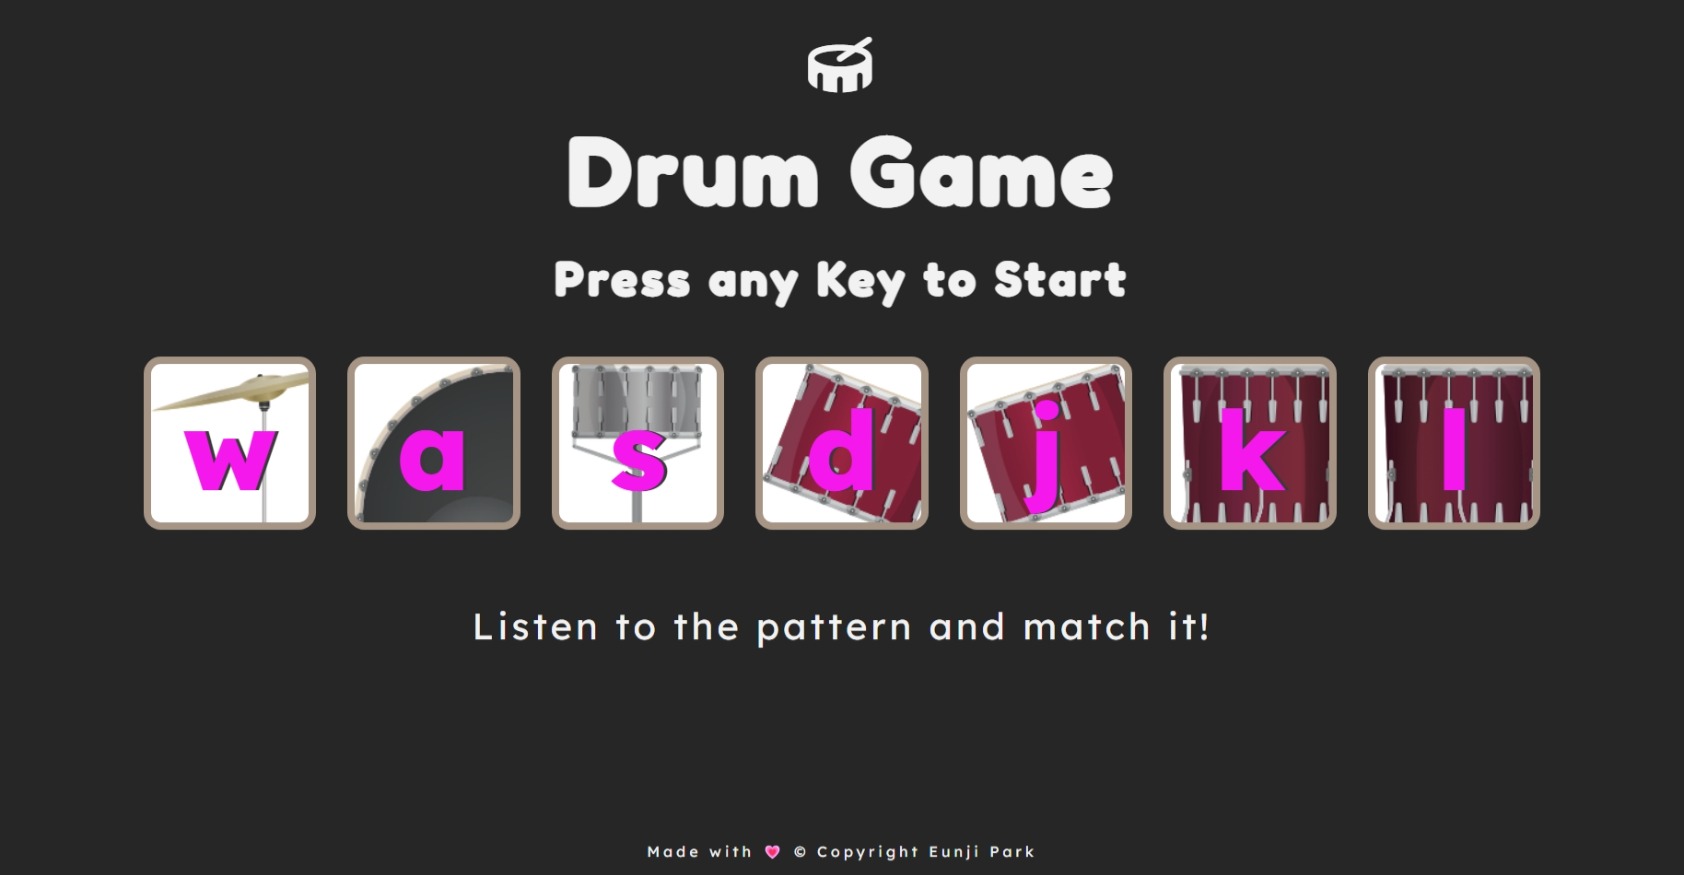 Drum Game
Press any Key to Start
w a s d j k l
Listen to the pattern and match it!
Made with 💗 © Copyright Eunji Park